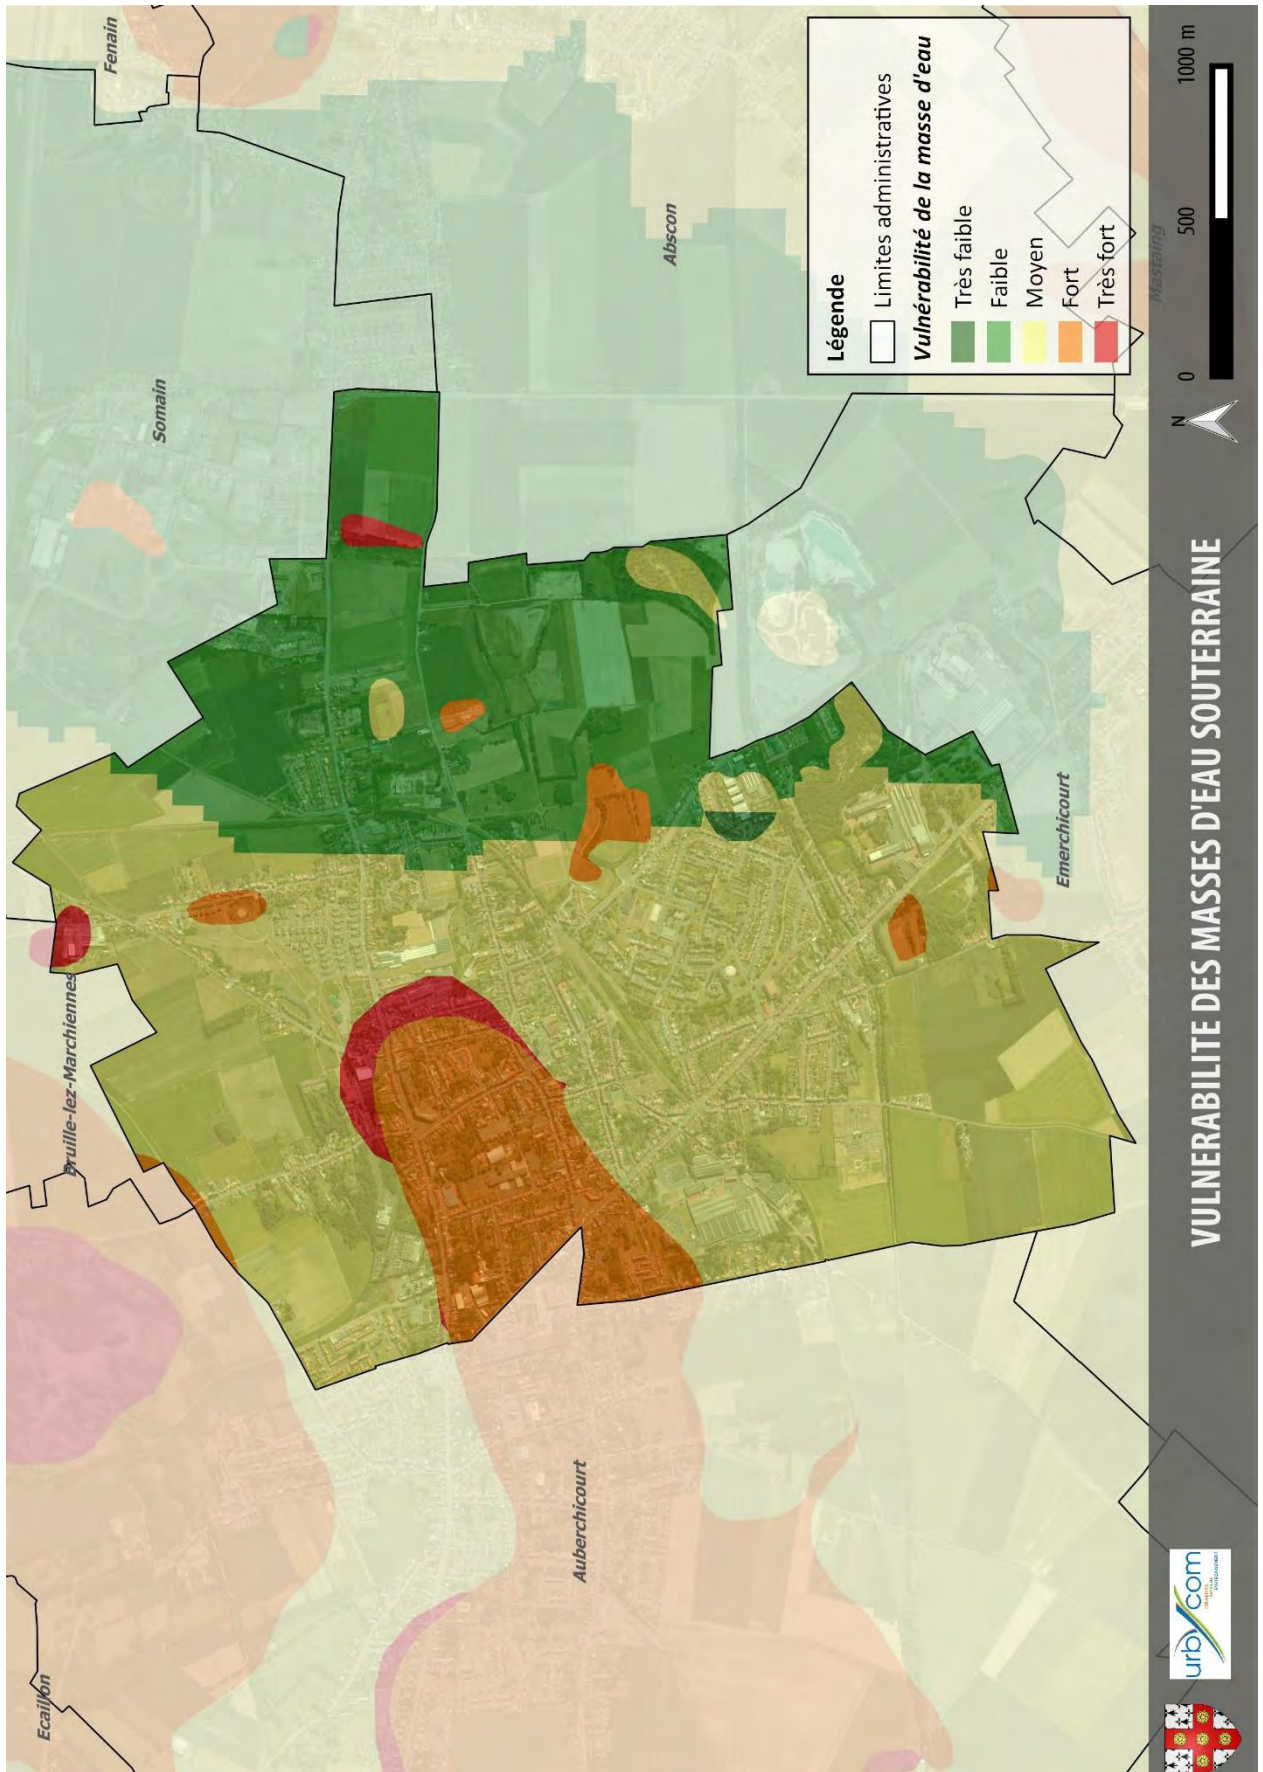 Fenain
Somain
Bruille-lez-Marchiennes
Ecaillon
Abscon
Auberchicourt
Emerchicourt
Mastaing
Légende
Limites administratives
Vulnérabilité de la masse d'eau
Très faible
Faible
Moyen
Fort
Très fort
urbycom
VULNERABILITE DES MASSES D'EAU SOUTERRAINE
N
0 500 1000 m